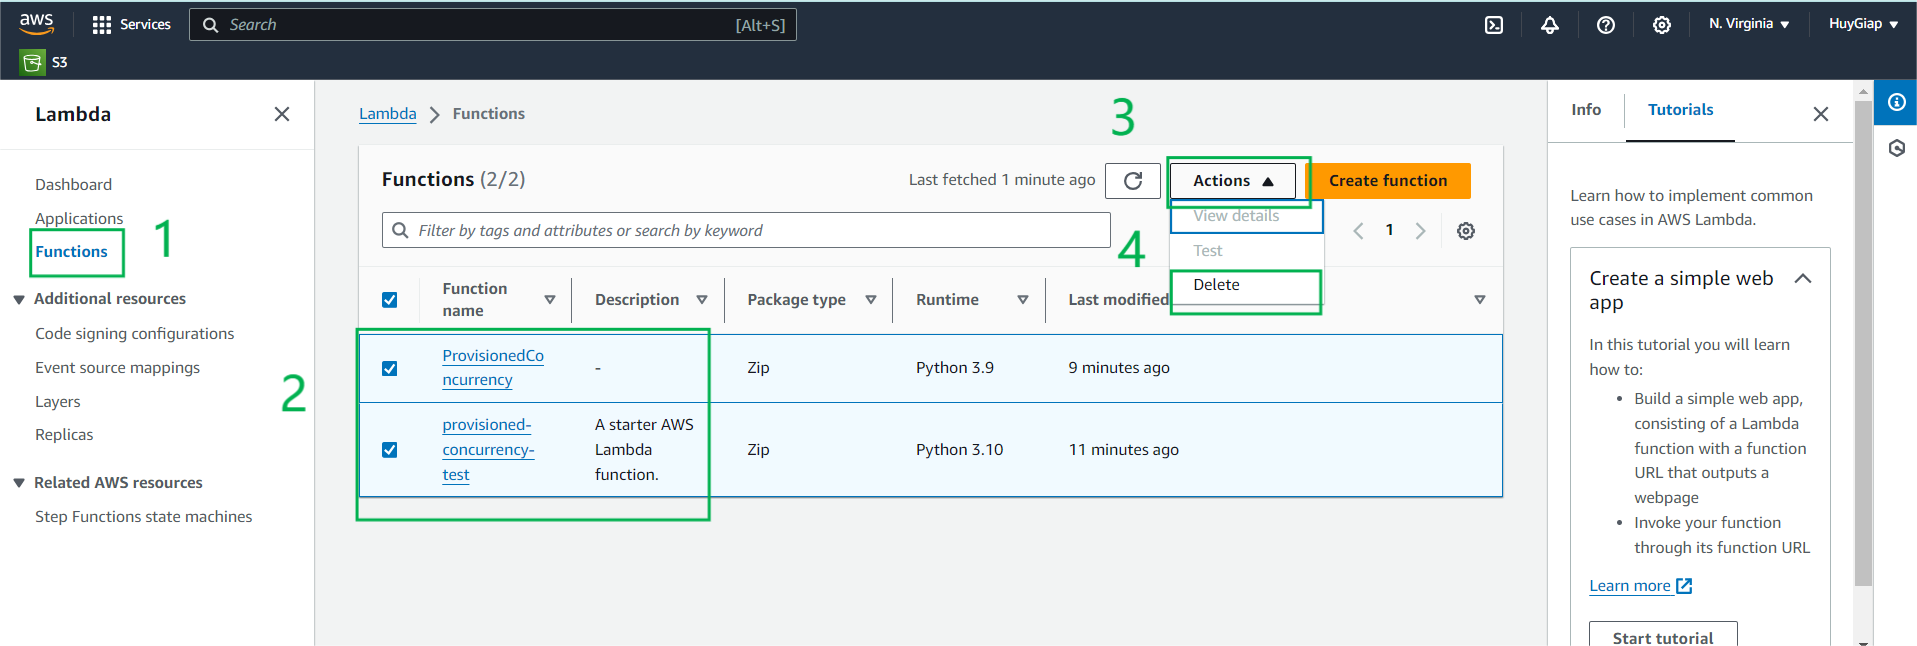 aws
Services
Search
[Alt+S]
N. Virginia
HuyGiap
S3
Lambda
Dashboard
Applications
1
Functions
Additional resources
Code signing configurations
Event source mappings
Layers
Replicas
Related AWS resources
Step Functions state machines
2
Lambda
Functions
3
Functions (2/2)
Last fetched 1 minute ago
Actions
Create function
Filter by tags and attributes or search by keyword
4
View details
Test
Delete
1
Function
name
Description
Package type
Runtime
Last modified
ProvisionedCo
ncurrency
-
Zip
Python 3.9
9 minutes ago
provisioned-
concurrency-
test
A starter AWS
Lambda
function.
Zip
Python 3.10
11 minutes ago
Info
Tutorials
Learn how to implement common
use cases in AWS Lambda.
Create a simple web
app
In this tutorial you will learn
how to:
• Build a simple web app,
consisting of a Lambda
function with a function
URL that outputs a
webpage
• Invoke your function
through its function URL
Learn more
Start tutorial